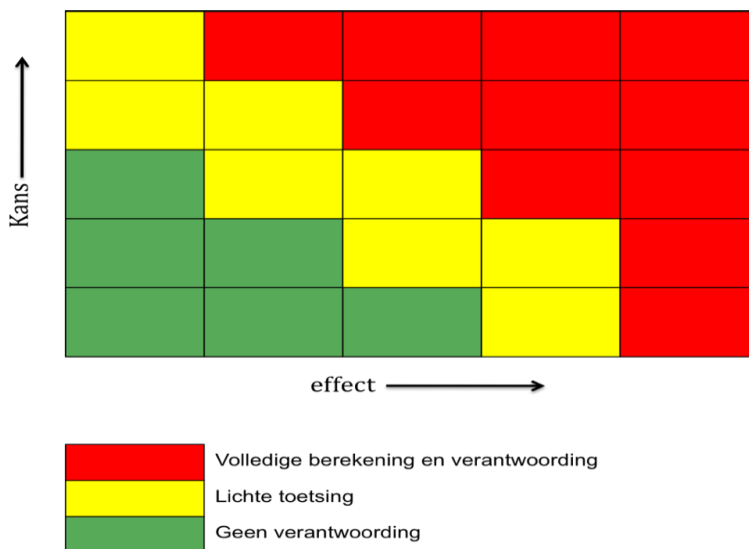 Kans
effect
Volledige berekening en verantwoording
Lichte toetsing
Geen verantwoording